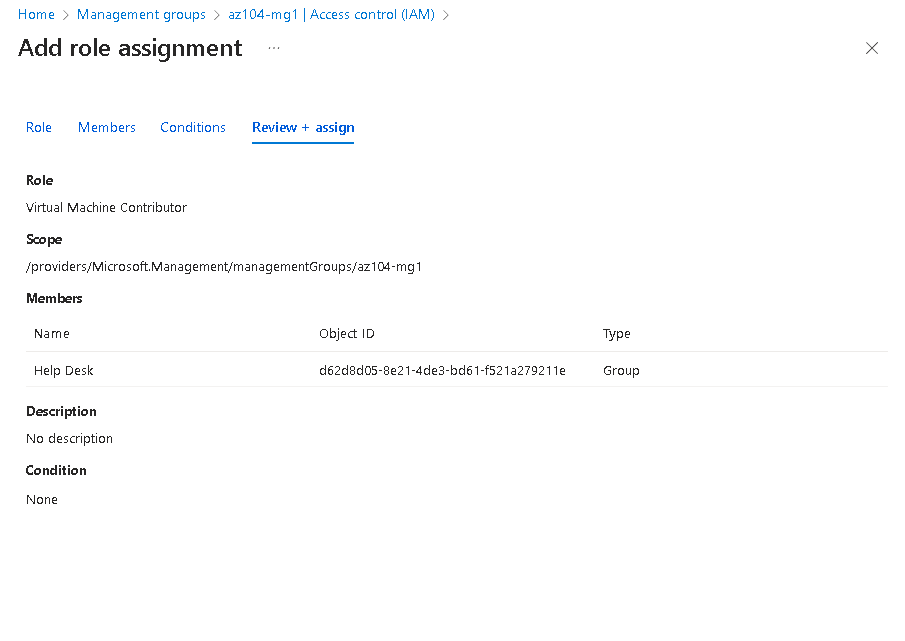 Home > Management groups > az104-mg1 | Access control (IAM) >
Add role assignment ...
Role Members Conditions Review + assign
Role
Virtual Machine Contributor
Scope
/providers/Microsoft.Management/managementGroups/az104-mg1
Members
Name Object ID Type
Help Desk d62d8d05-8e21-4de3-bd61-f521a279211e Group
Description
No description
Condition
None